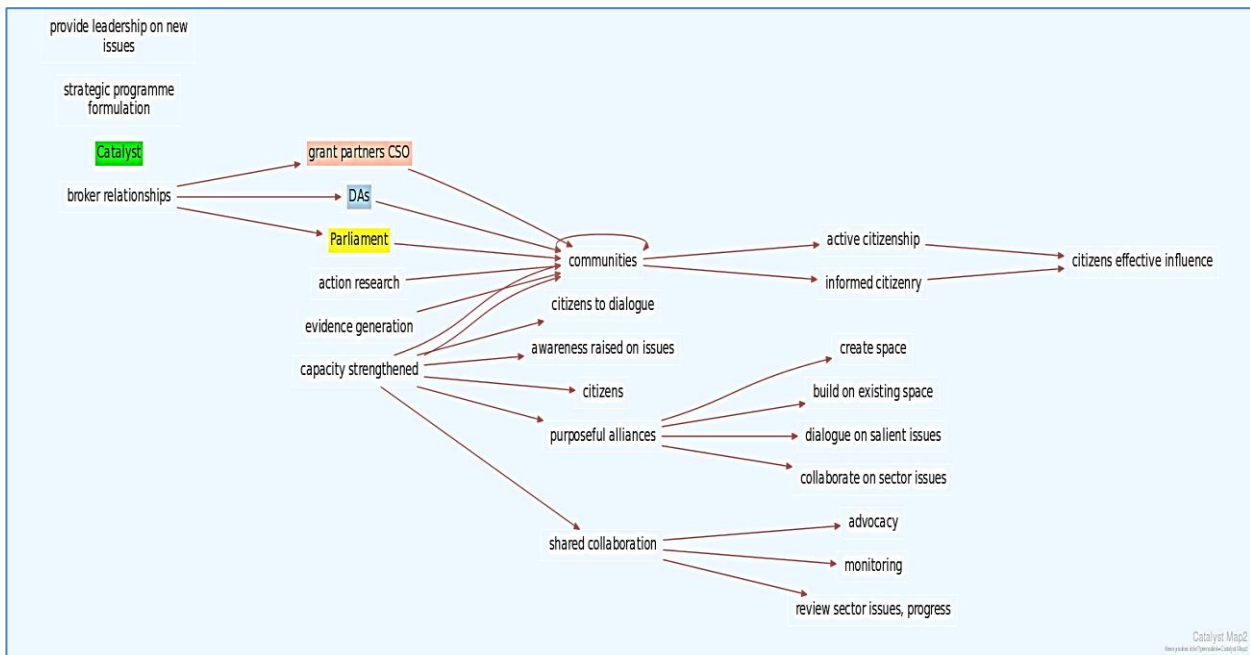 provide leadership on new
issues
strategic programme
formulation
Catalyst
grant partners CSO
broker relationships
DAs
Parliament
active citizenship
communities
citizens effective influence
action research
informed citizenry
citizens to dialogue
evidence generation
awareness raised on issues
create space
capacity strengthened
citizens
build on existing space
purposeful alliances
dialogue on salient issues
collaborate on sector issues
advocacy
shared collaboration
monitoring
review sector issues, progress
Catalyst Map2